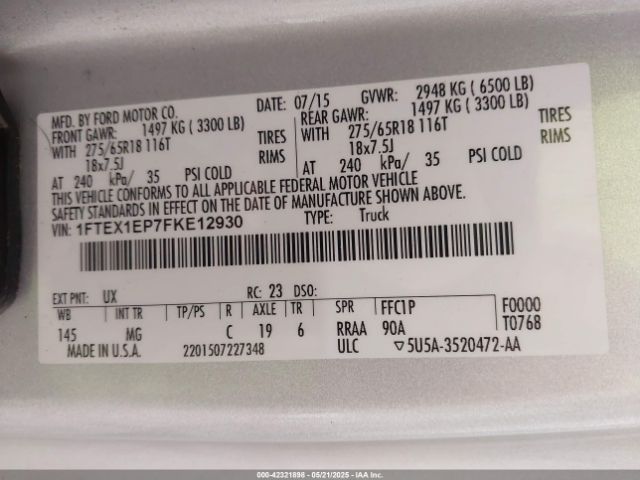 MFD. BY FORD MOTOR CO. DATE: 07/15 GVWR: 2948 KG ( 6500 LB)
FRONT GAWR: 1497 KG ( 3300 LB) REAR GAWR: 1497 KG ( 3300 LB)
WITH 275/65R18 116T TIRES WITH 275/65R18 116T TIRES
18x7.5J RIMS 18x7.5J RIMS
AT 240 kPa/ 35 PSI COLD AT 240 kPa/ 35 PSI COLD
THIS VEHICLE CONFORMS TO ALL APPLICABLE FEDERAL MOTOR VEHICLE
SAFETY STANDARDS IN EFFECT ON THE DATE OF MANUFACTURE SHOWN ABOVE.
VIN: 1FTEX1EP7FKE12930 TYPE: Truck
EXT PNT: UX RC: 23 DSO:
WB INT TR TP/PS R AXLE TR SPR FFC1P F0000
145 MG C 19 6 RRAA 90A T0768
MADE IN U.S.A. 2201507227348 ULC ▽5U5A-3520472-AA
000-42321898 - 05/21/2025 - IAA Inc.